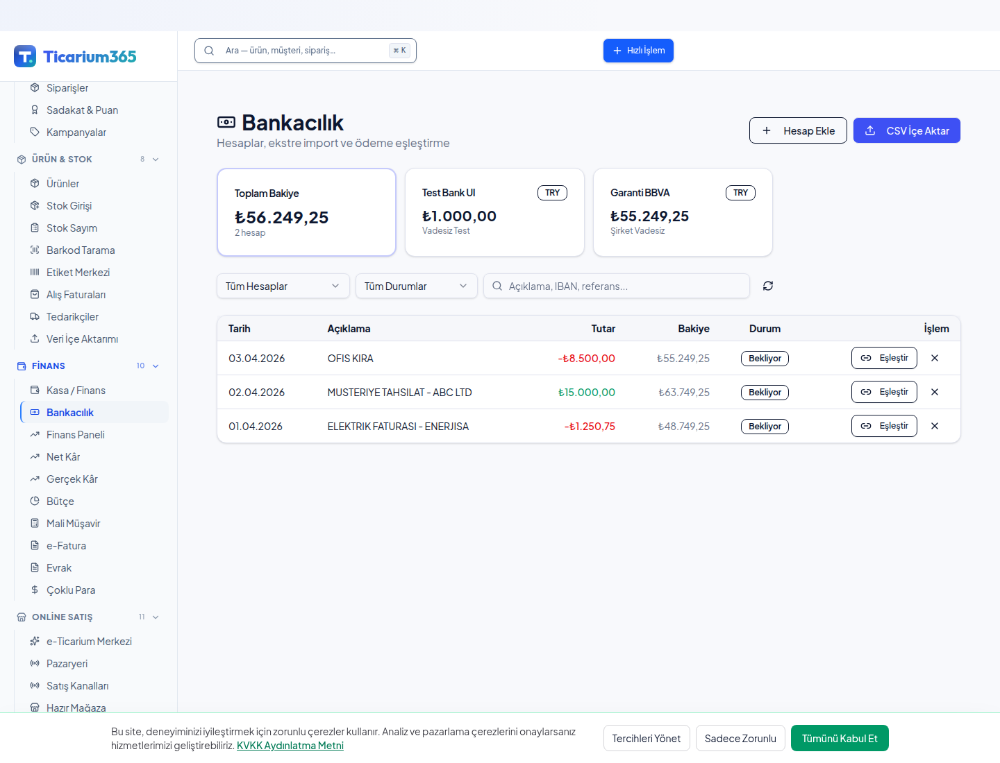 Ticarium365
Ara — ürün, müşteri, sipariş...
⌘ K
Hızlı İşlem
Siparişler
Sadakat & Puan
Kampanyalar
ÜRÜN & STOK 8
Ürünler
Stok Girişi
Stok Sayım
Barkod Tarama
Etiket Merkezi
Alış Faturaları
Tedarikçiler
Veri İçe Aktarımı
FİNANS 10
Kasa / Finans
Bankacılık
Finans Paneli
Net Kâr
Gerçek Kâr
Bütçe
Mali Müşavir
e-Fatura
Evrak
Çoklu Para
ONLİNE SATIŞ 11
e-Ticarium Merkezi
Pazaryeri
Satış Kanalları
Hazır Mağaza
Bankacılık
Hesaplar, ekstre import ve ödeme eşleştirme
Hesap Ekle
CSV İçe Aktar
Toplam Bakiye
₺56.249,25
2 hesap
Test Bank UI TRY
₺1.000,00
Vadesiz Test
Garanti BBVA TRY
₺55.249,25
Şirket Vadesiz
Tüm Hesaplar
Tüm Durumlar
Açıklama, IBAN, referans...
Tarih Açıklama Tutar Bakiye Durum İşlem
03.04.2026 OFIS KIRA -₺8.500,00 ₺55.249,25 Bekliyor Eşleştir
02.04.2026 MUSTERIYE TAHSILAT - ABC LTD ₺15.000,00 ₺63.749,25 Bekliyor Eşleştir
01.04.2026 ELEKTRIK FATURASI - ENERJISA -₺1.250,75 ₺48.749,25 Bekliyor Eşleştir
Bu site, deneyiminizi iyileştirmek için zorunlu çerezler kullanır. Analiz ve pazarlama çerezlerini onaylarsanız
hizmetlerimizi geliştirebiliriz. KVKK Aydınlatma Metni
Tercihleri Yönet
Sadece Zorunlu
Tümünü Kabul Et